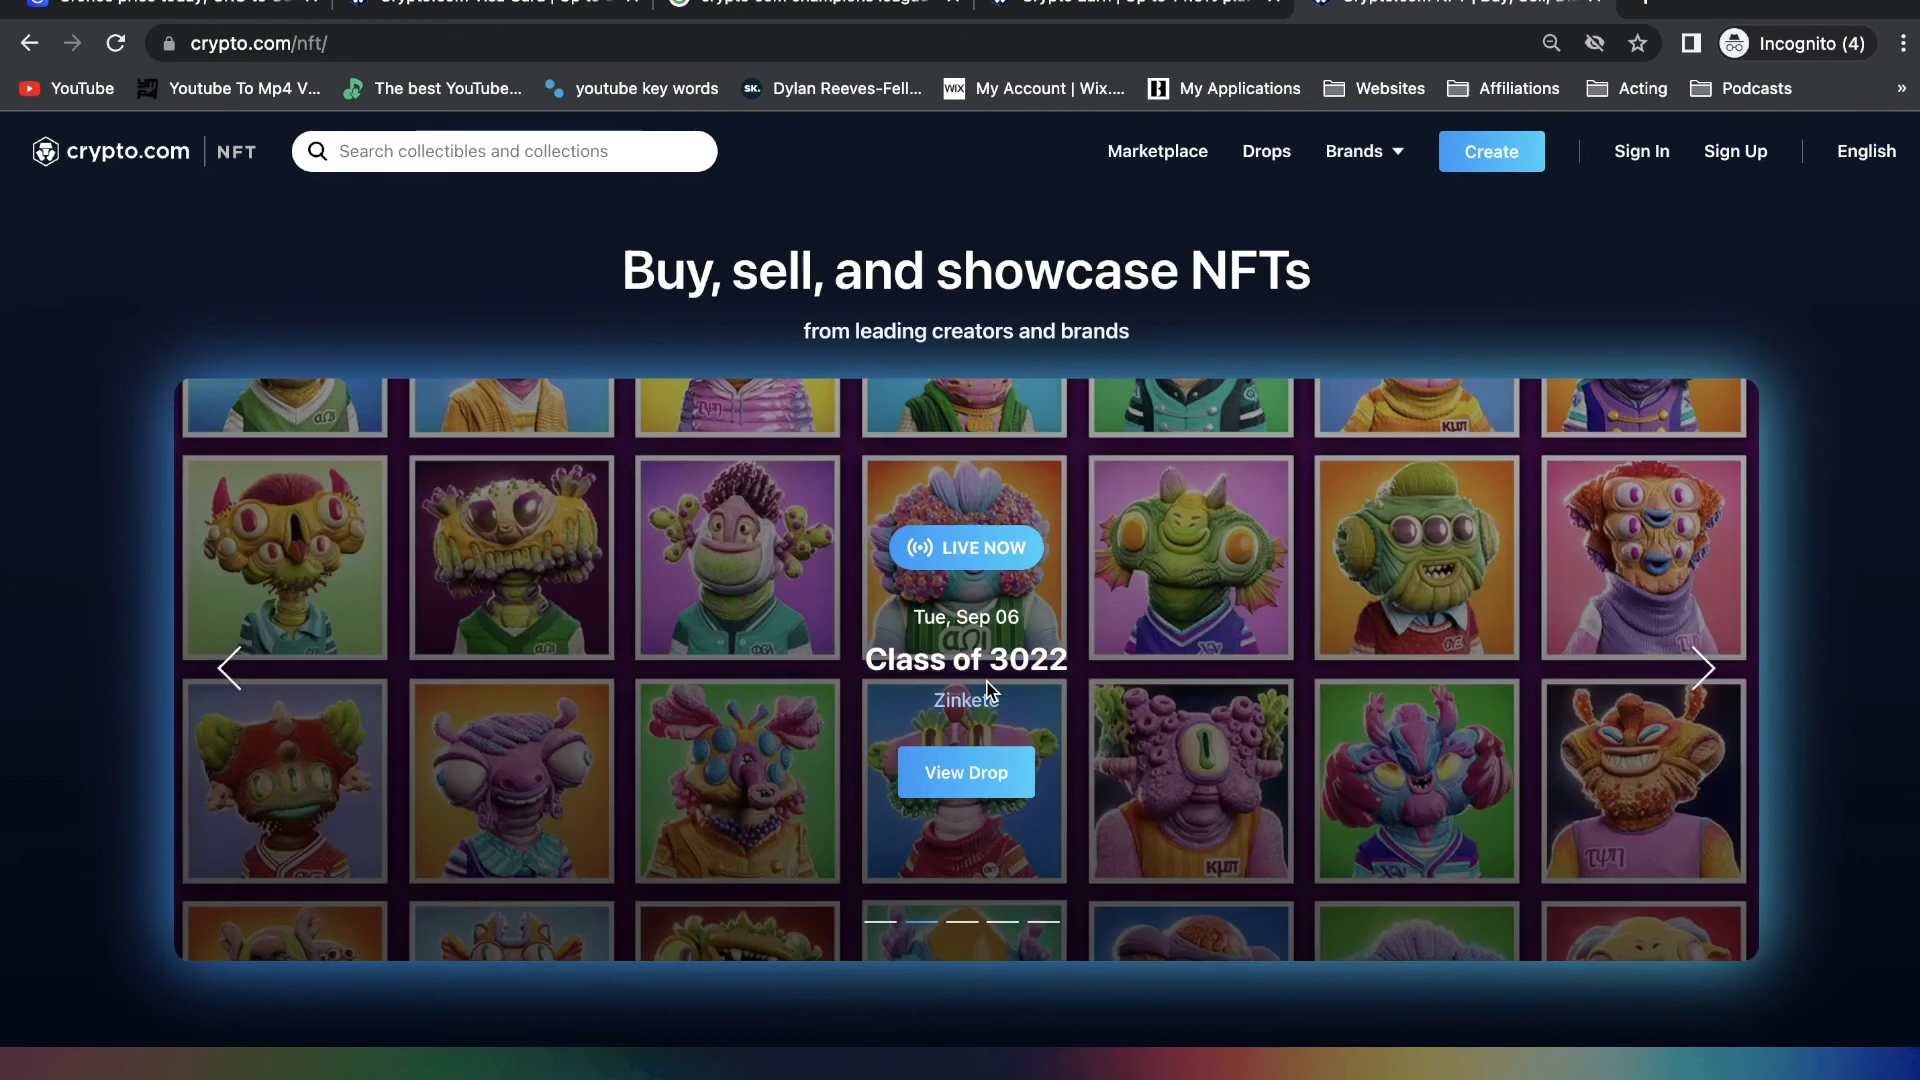 crypto.com/nft/
Incognito (4)
YouTube
Youtube To Mp4 V...
The best YouTube...
youtube key words
SK.
Dylan Reeves-Fell...
WIX
My Account | Wix....
My Applications
Websites
Affiliations
Acting
Podcasts
»
crypto.com
NFT
Search collectibles and collections
Marketplace
Drops
Brands
Create
Sign In
Sign Up
English
Buy, sell, and showcase NFTs
from leading creators and brands
LIVE NOW
Tue, Sep 06
Class of 3022
View Drop